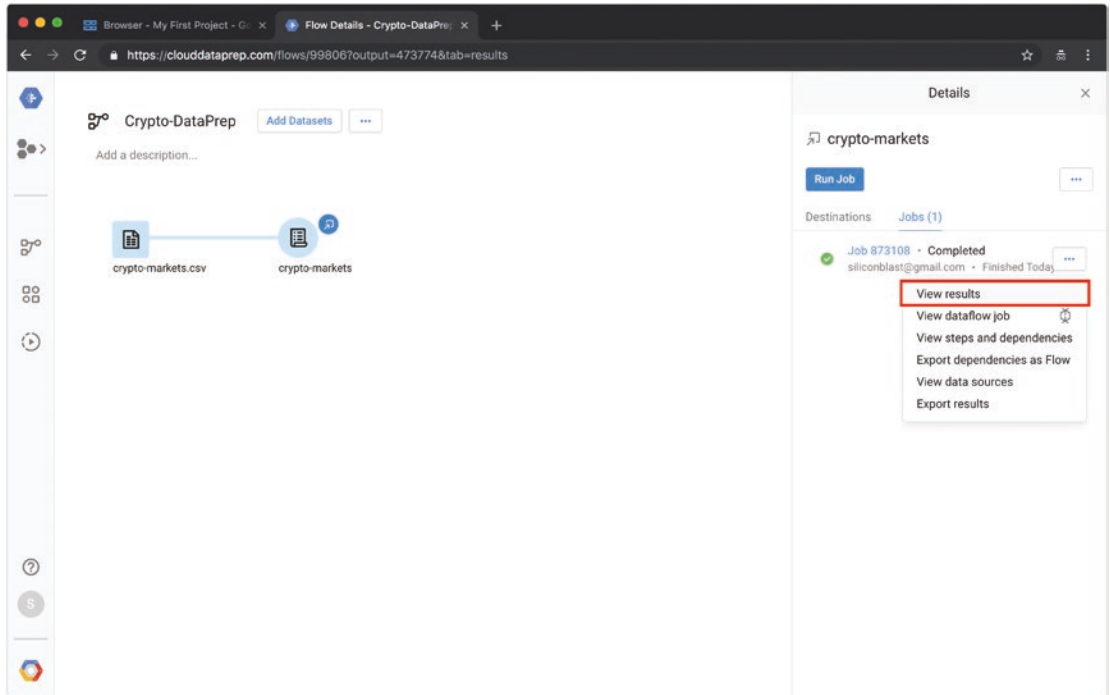 Browser - My First Project - Go
Flow Details - Crypto-DataPrep
https://clouddataprep.com/flows/99806?output=473774&tab=results
Details
Crypto-DataPrep
Add Datasets
Add a description...
crypto-markets
Run Job
Destinations
Jobs (1)
Job 873108 • Completed
siliconblast@gmail.com • Finished Today
View results
View dataflow job
View steps and dependencies
Export dependencies as Flow
View data sources
Export results
crypto-markets.csv
crypto-markets
S